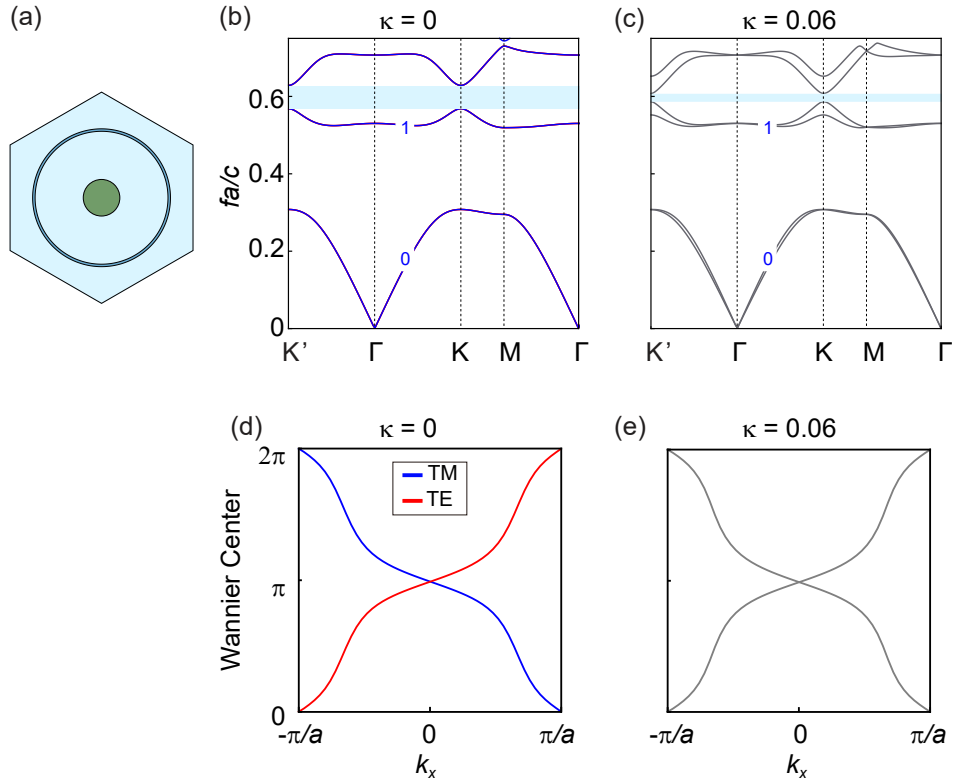 (a)
(b)
κ = 0
(c)
κ = 0.06
fa/c
0.6
0.4
0.2
0
1
0
K' Γ K M Γ
1
0
K' Γ K M Γ
(d)
κ = 0
(e)
κ = 0.06
Wannier Center
2π
π
0
TM
TE
-π/a 0 π/a
kₓ
-π/a 0 π/a
kₓ